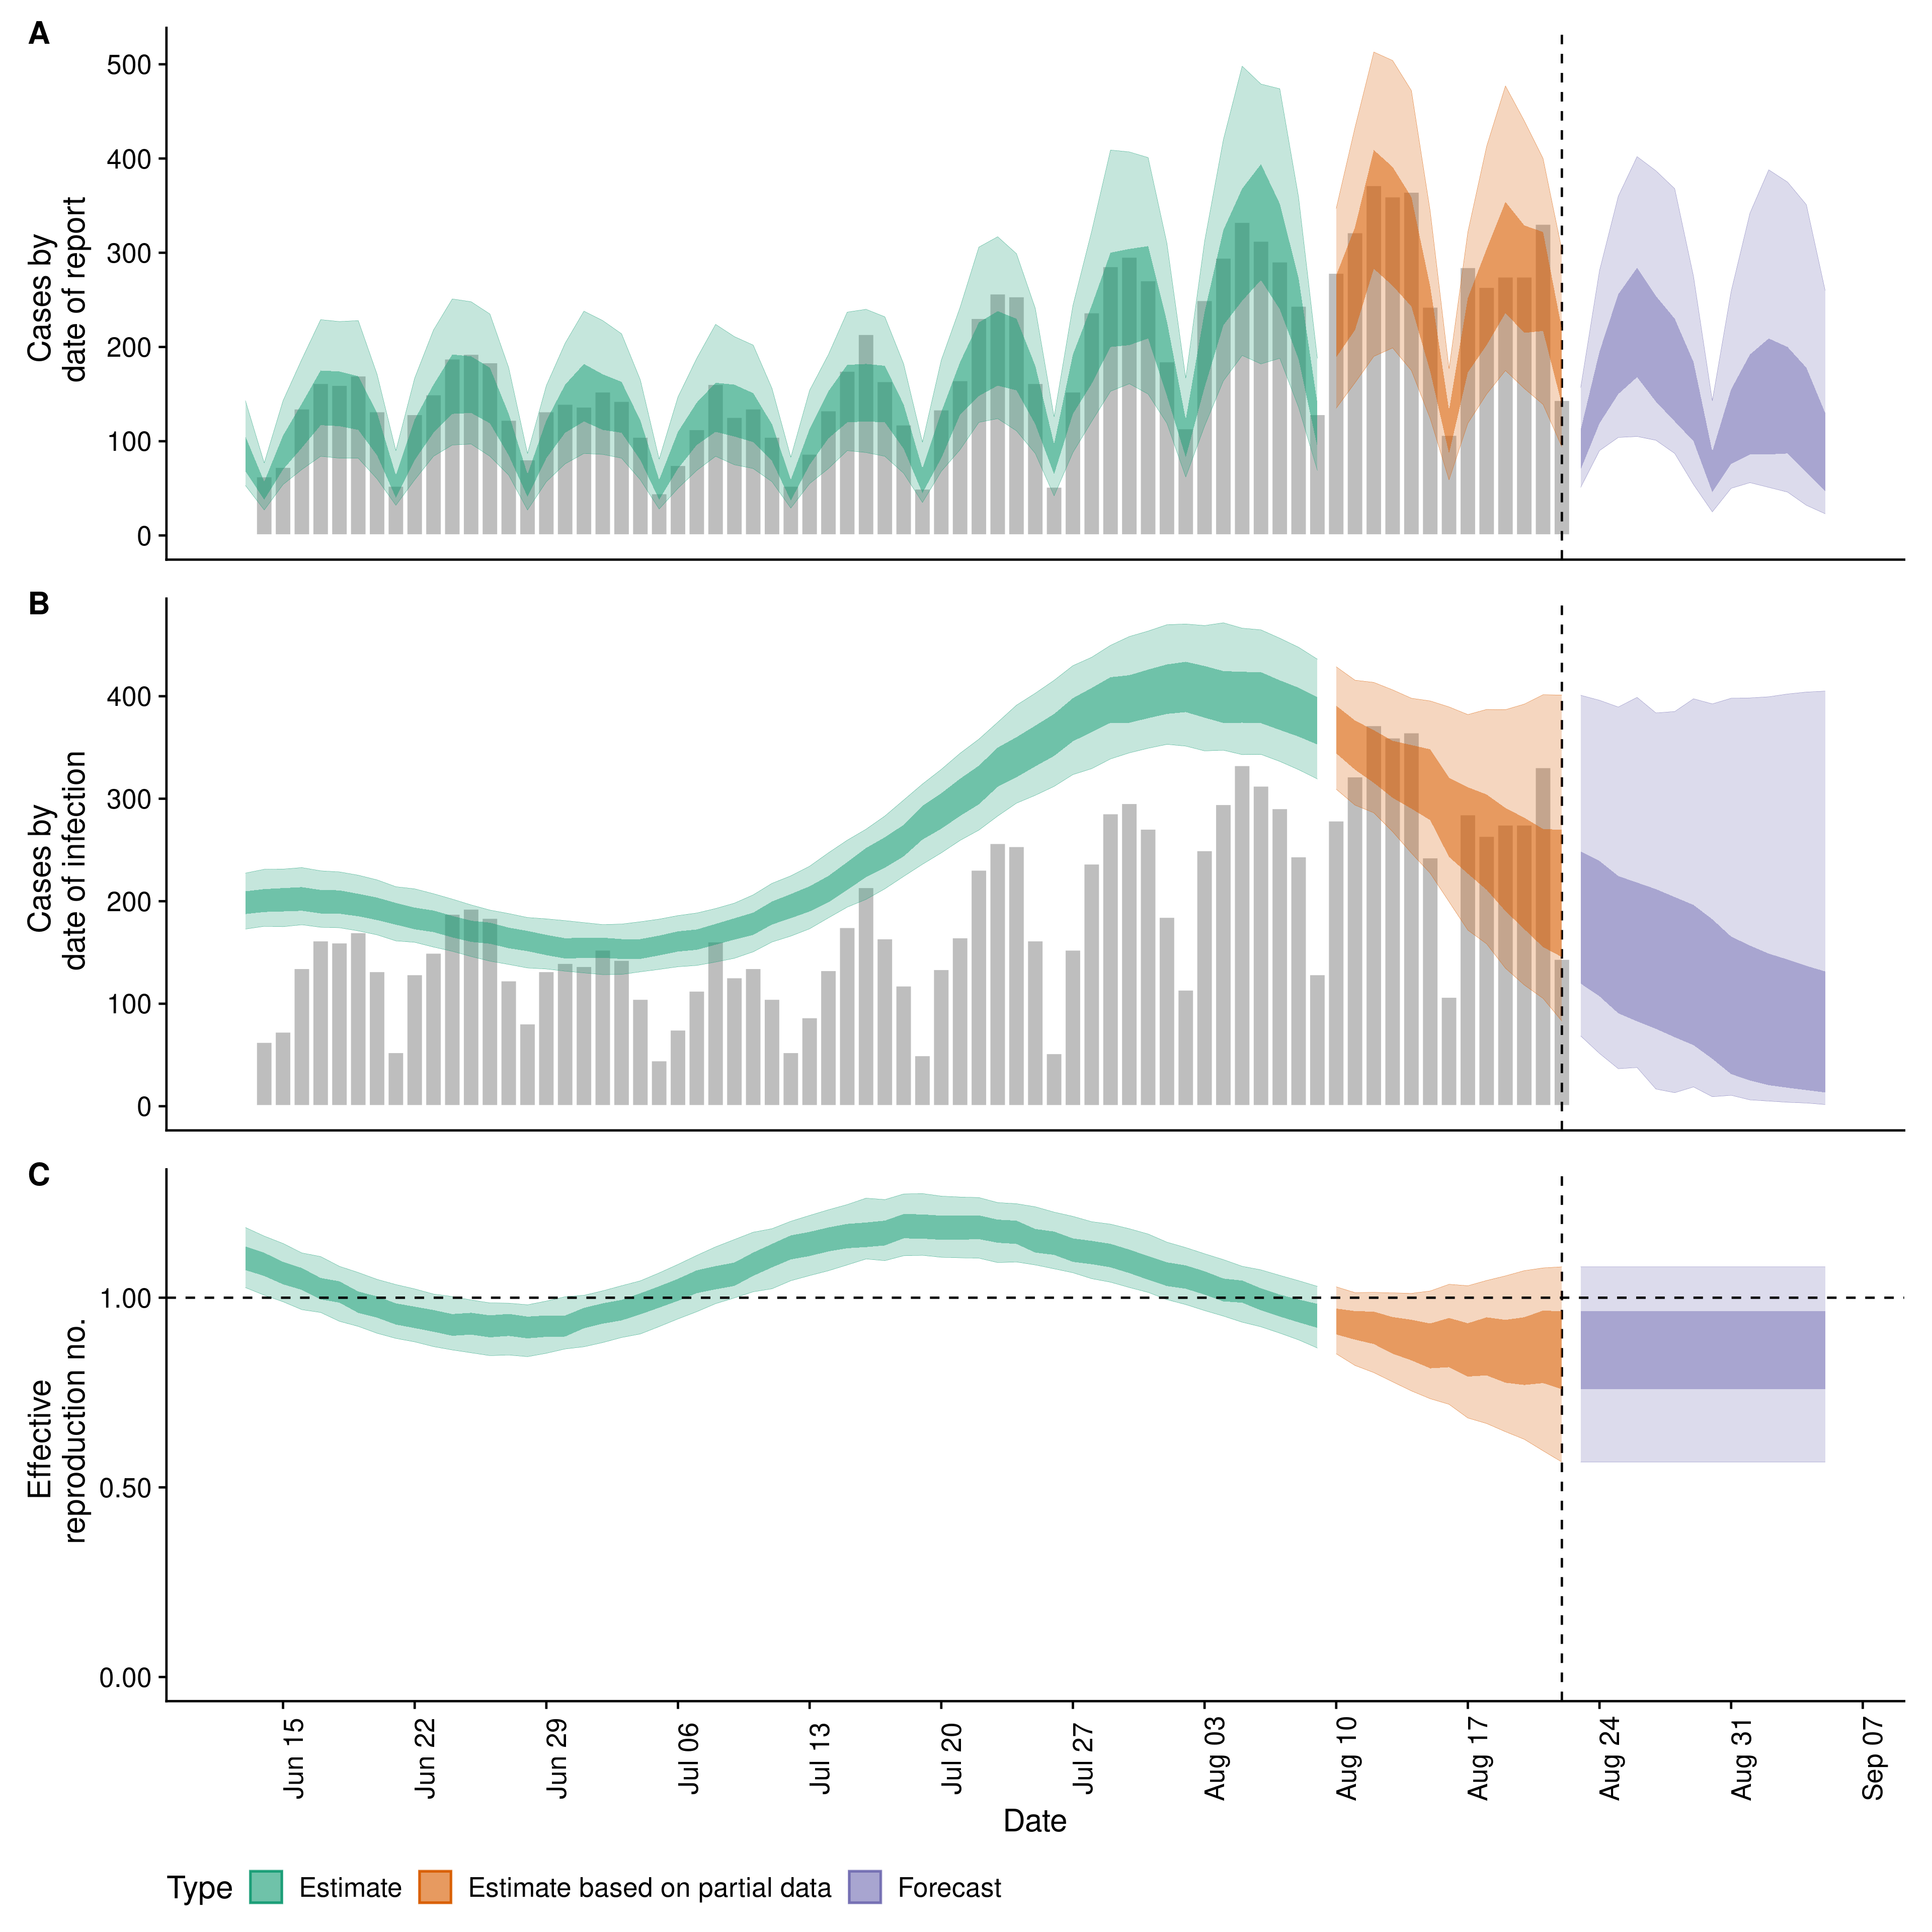 A
500
400
300
200
100
0
Cases by
date of report
B
400
300
200
100
0
Cases by
date of infection
C
1.00
0.50
0.00
Effective
reproduction no.
Jun 15
Jun 22
Jun 29
Jul 06
Jul 13
Jul 20
Jul 27
Aug 03
Aug 10
Aug 17
Aug 24
Aug 31
Sep 07
Date
Type Estimate Estimate based on partial data Forecast